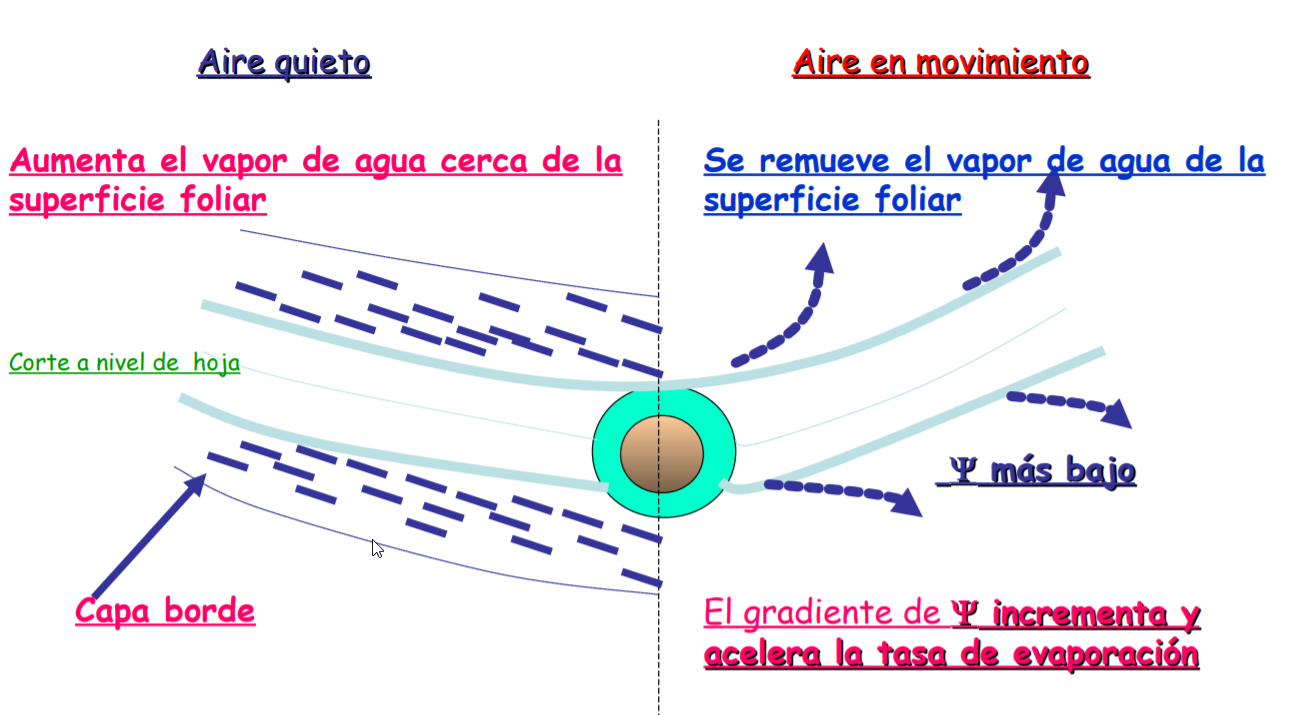 Aire quieto
Aire en movimiento
Aumenta el vapor de agua cerca de la
superficie foliar
Se remueve el vapor de agua de la
superficie foliar
Corte a nivel de hoja
Ψ más bajo
Capa borde
El gradiente de Ψ incrementa y
acelera la tasa de evaporación